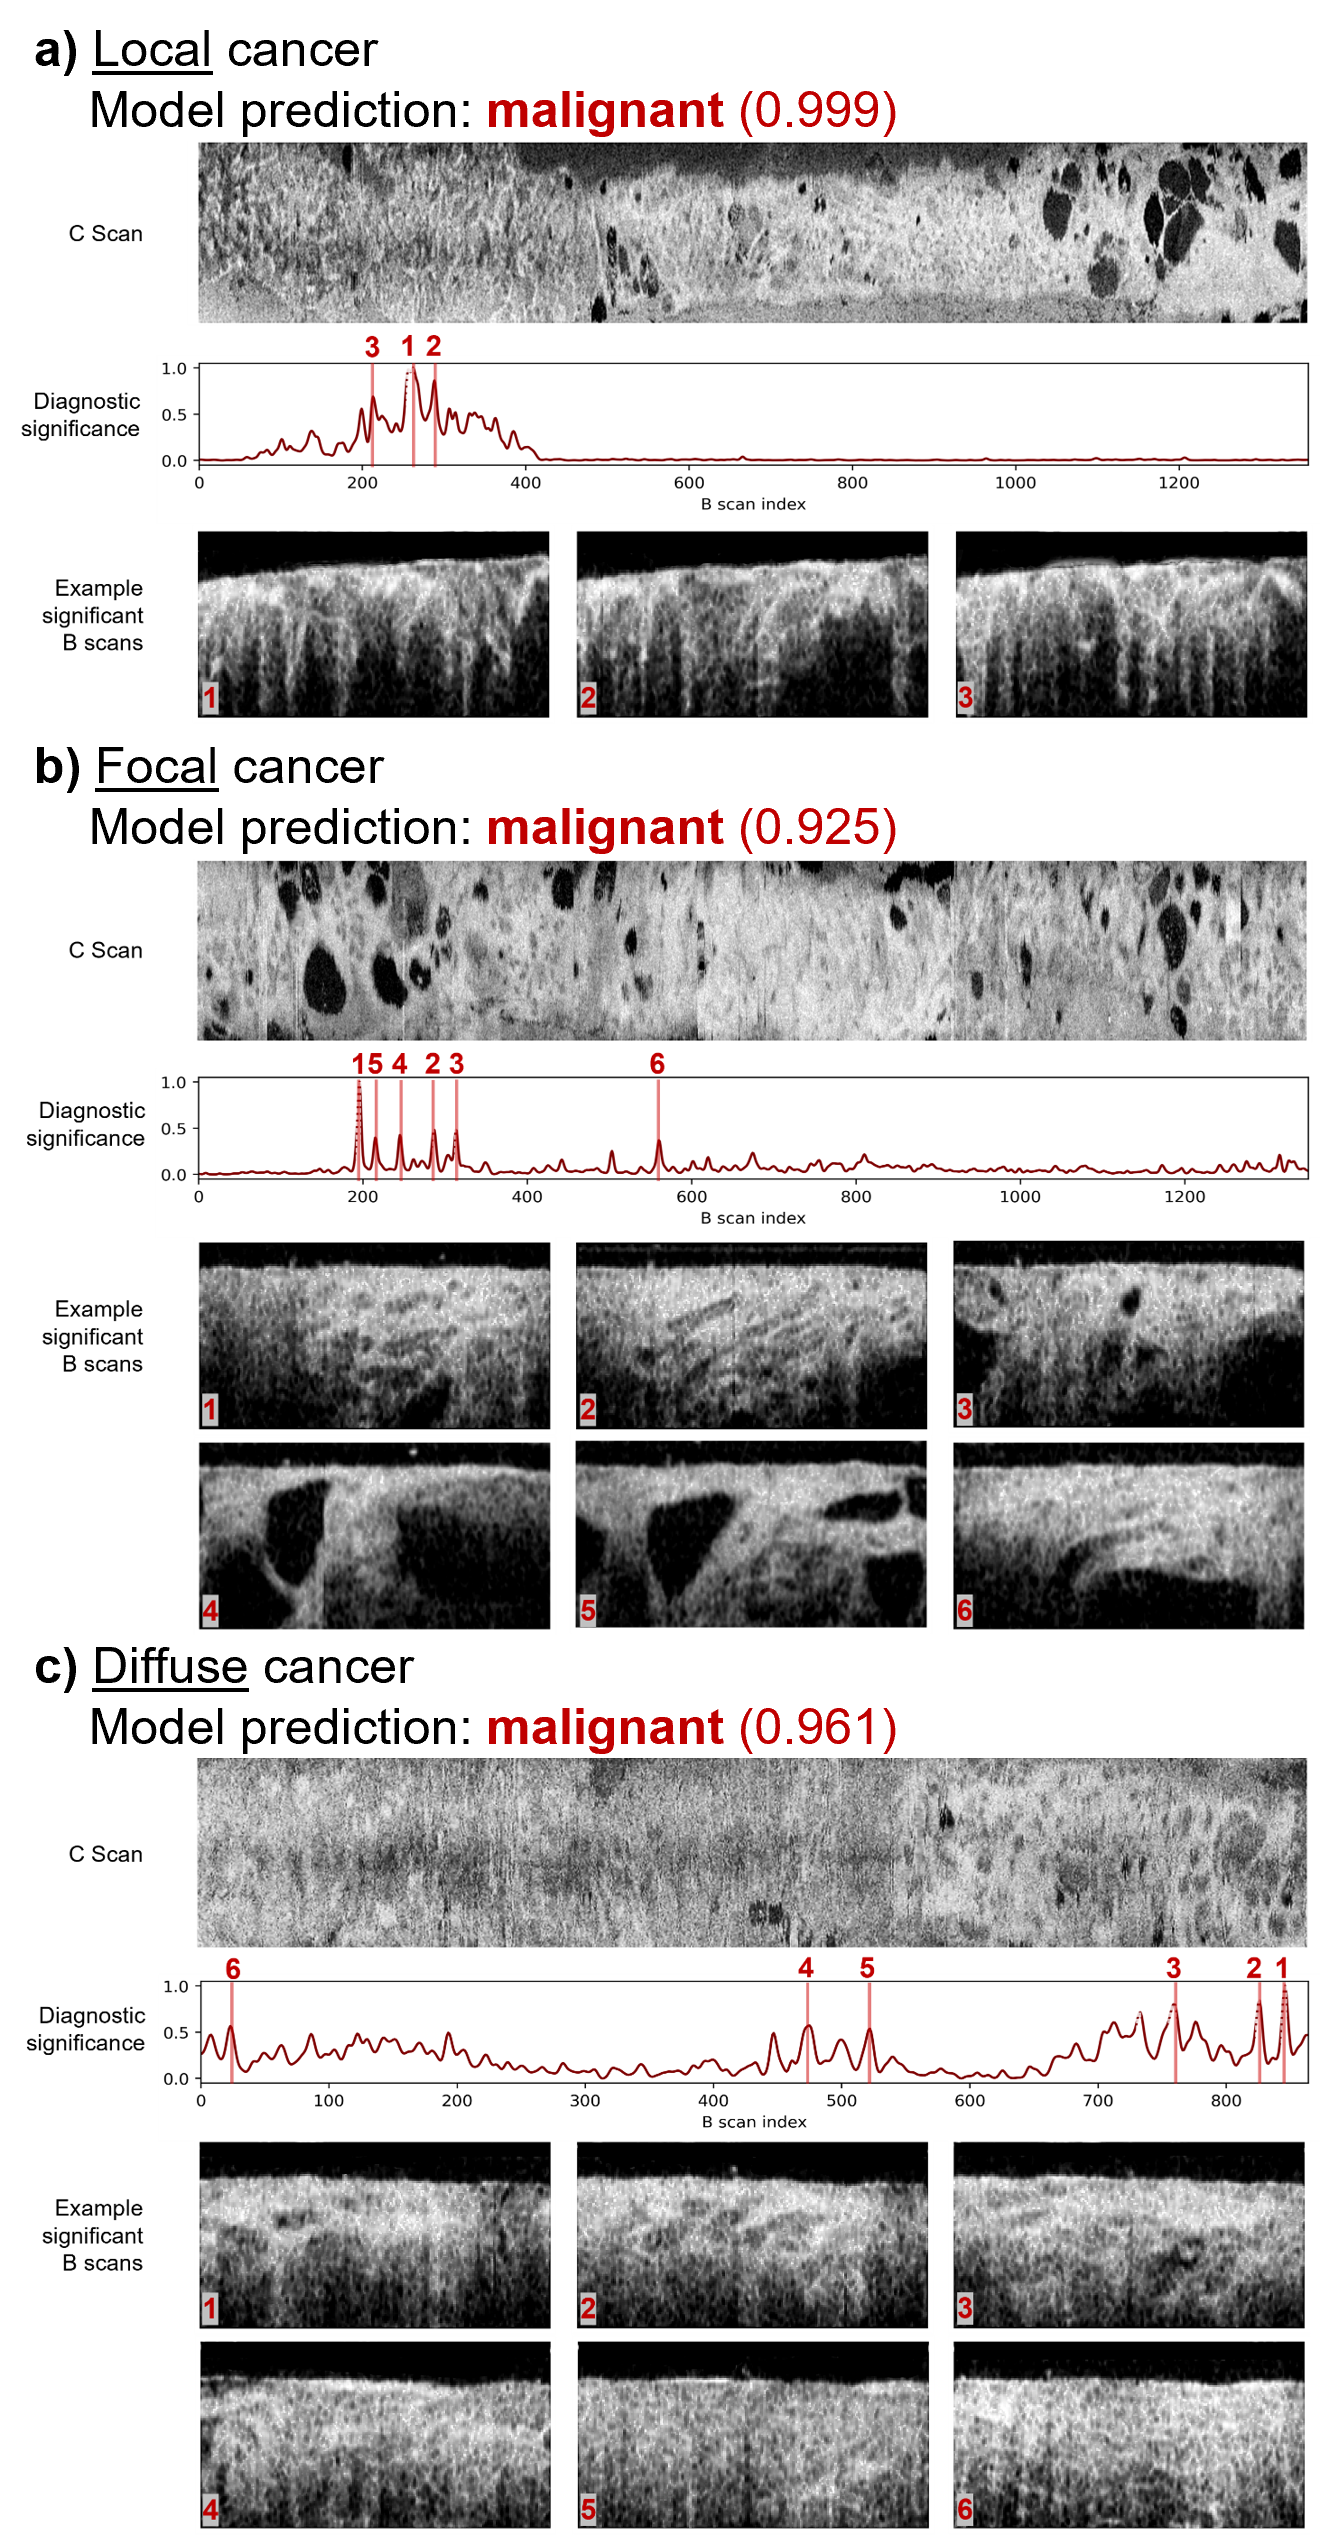 a) Local cancer
Model prediction: malignant (0.999)
C Scan
3 1 2
Diagnostic
significance
1.0
0.5
0.0
0 200 400 600 800 1000 1200
B scan index
Example
significant
B scans
1 2 3
b) Focal cancer
Model prediction: malignant (0.925)
C Scan
1 5 4 2 3 6
Diagnostic
significance
1.0
0.5
0.0
0 200 400 600 800 1000 1200
B scan index
Example
significant
B scans
1 2 3
4 5 6
c) Diffuse cancer
Model prediction: malignant (0.961)
C Scan
6 4 5 3 2 1
Diagnostic
significance
1.0
0.5
0.0
0 100 200 300 400 500 600 700 800
B scan index
Example
significant
B scans
1 2 3
4 5 6